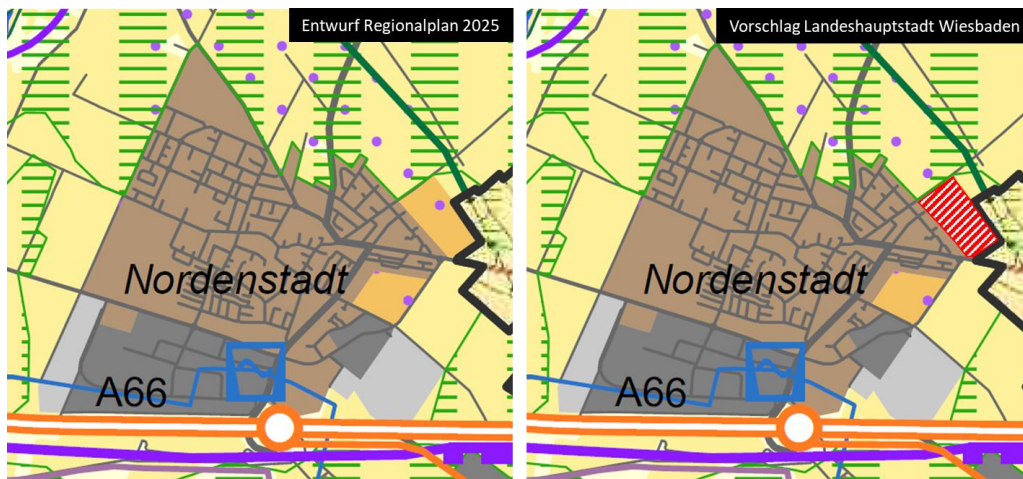 Entwurf Regionalplan 2025
Nordenstadt
A66
Vorschlag Landeshauptstadt Wiesbaden
Nordenstadt
A66